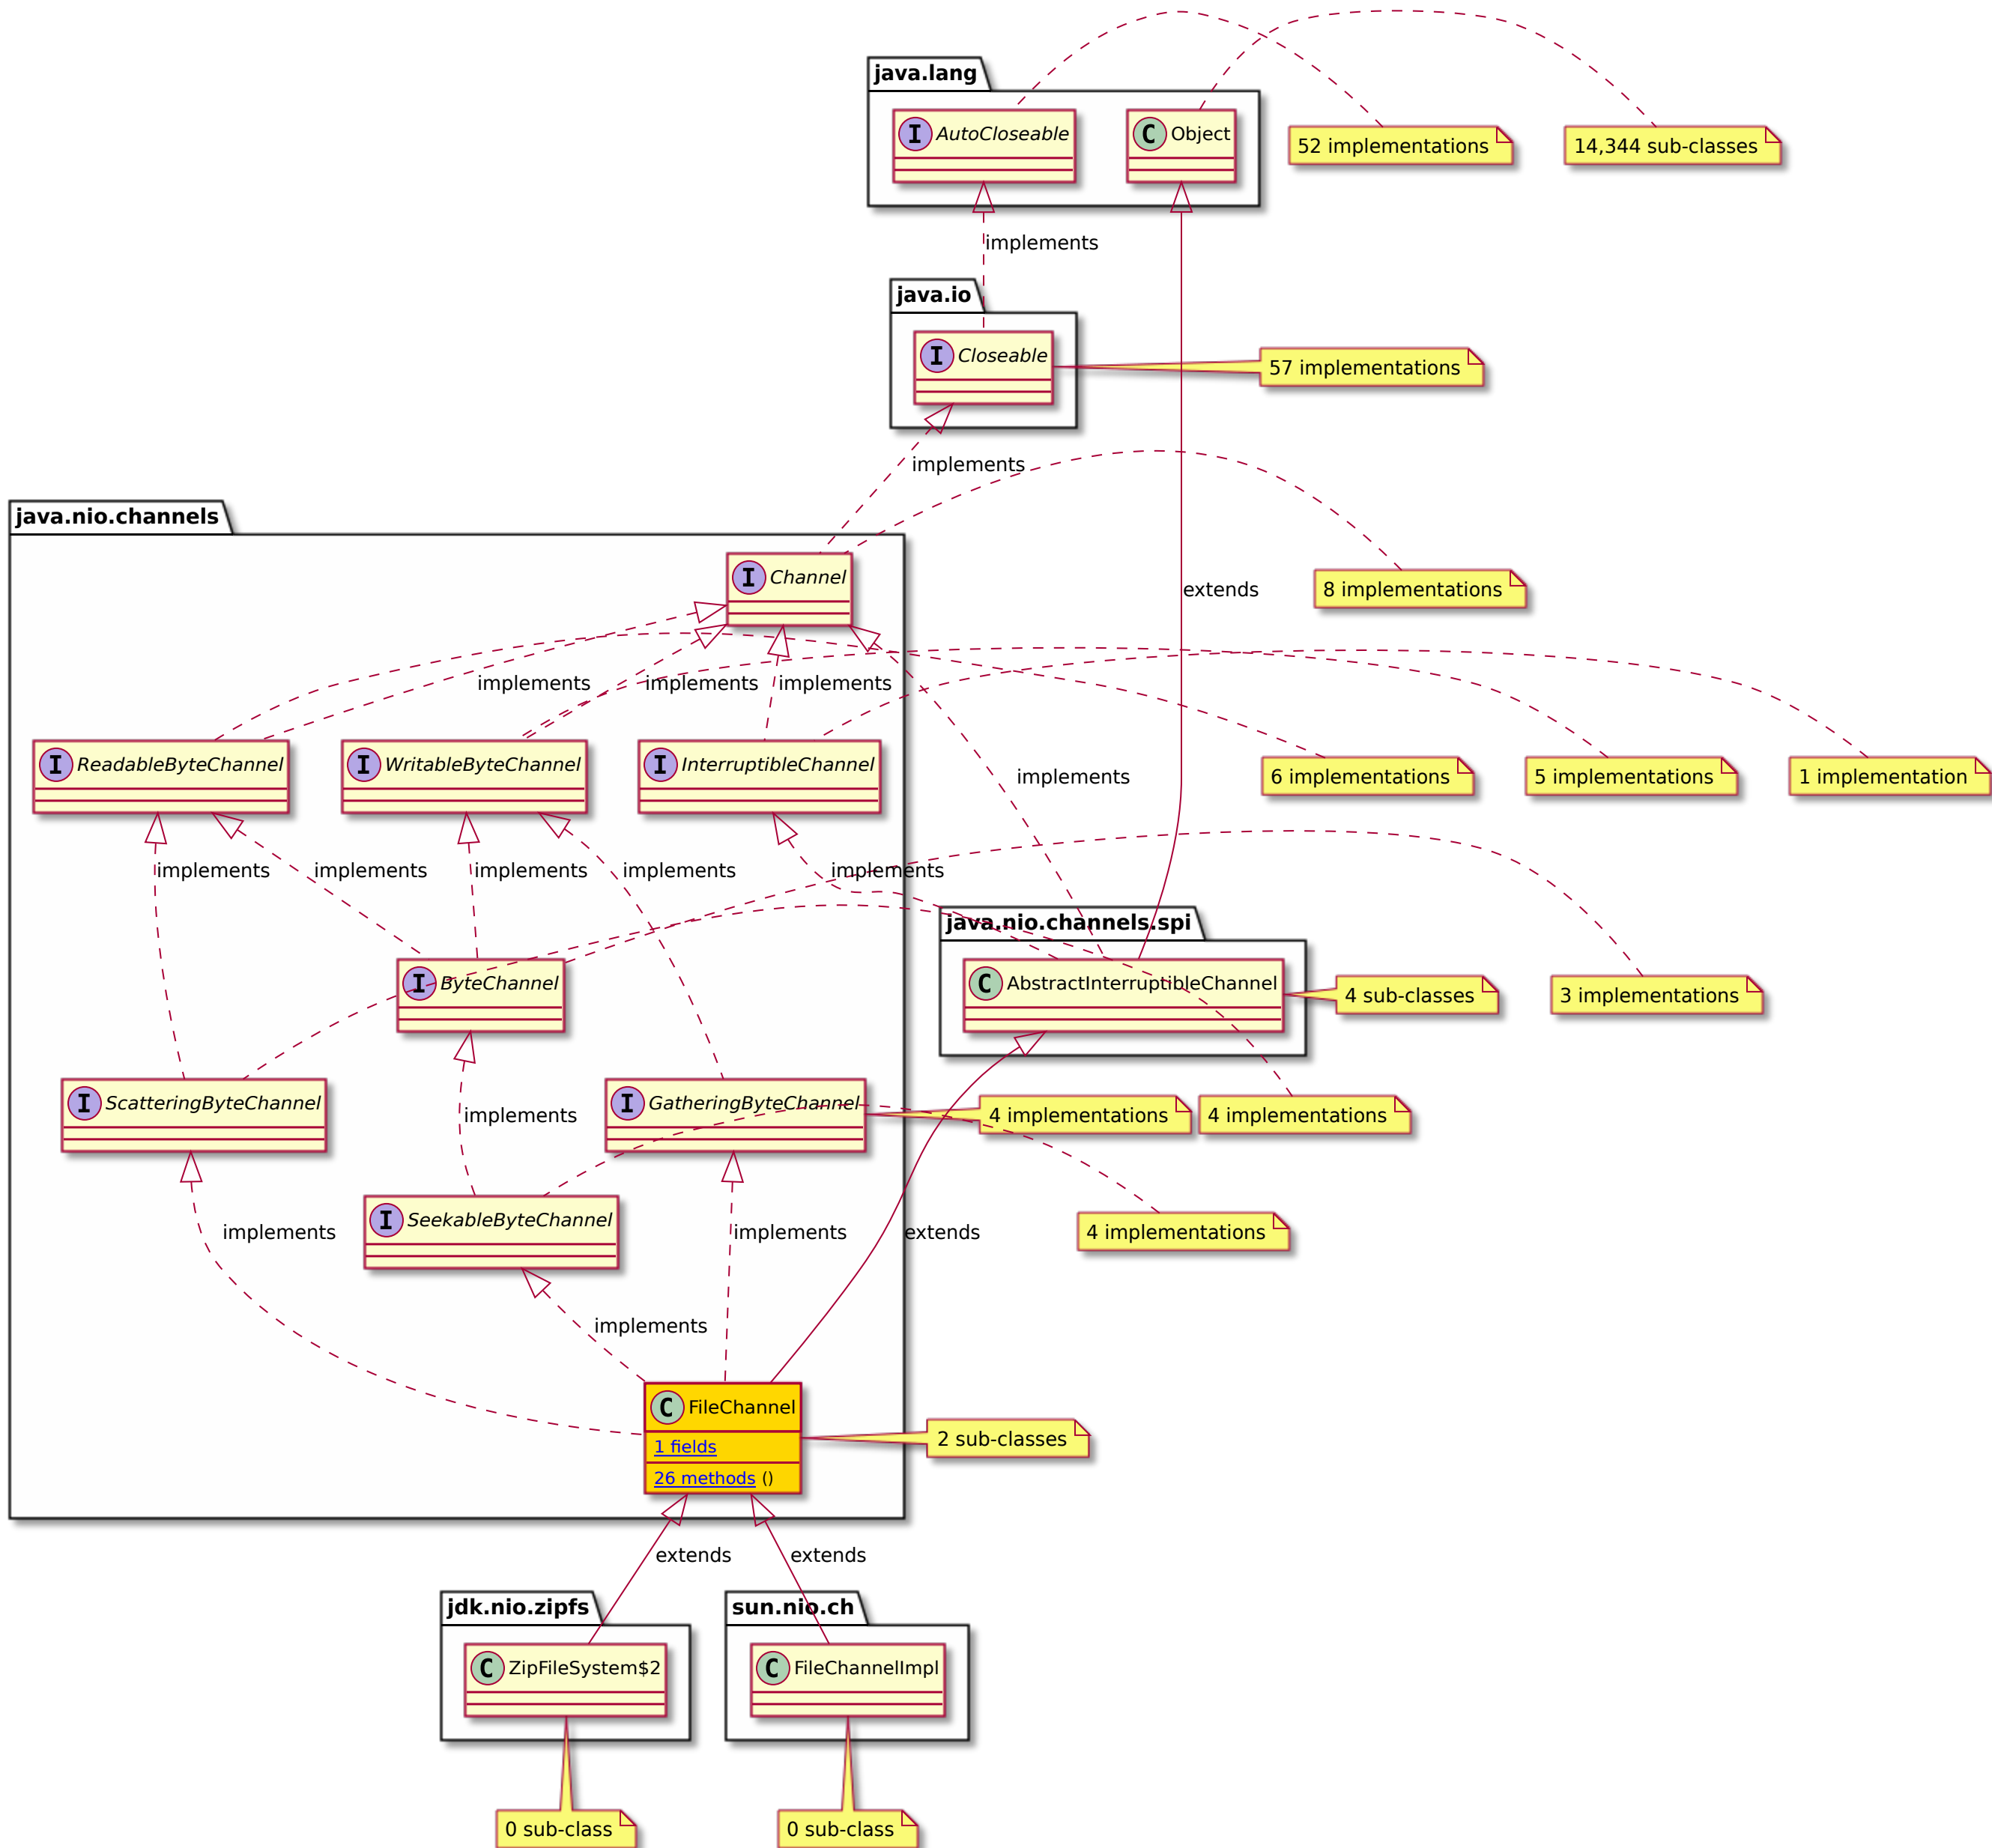 java.lang
I AutoCloseable
C Object
52 implementations
14,344 sub-classes
implements
java.io
I Closeable
57 implementations
implements
java.nio.channels
I Channel
extends
8 implementations
implements
implements
implements
I ReadableByteChannel
I WritableByteChannel
I InterruptibleChannel
implements
6 implementations
5 implementations
1 implementation
implements
implements
implements
implements
implements
java.nio.channels.spi
I ByteChannel
C AbstractInterruptibleChannel
4 sub-classes
3 implementations
I ScatteringByteChannel
implements
I GatheringByteChannel
4 implementations
4 implementations
implements
I SeekableByteChannel
implements
extends
4 implementations
implements
C FileChannel
1 fields
26 methods ()
2 sub-classes
extends
extends
jdk.nio.zipfs
sun.nio.ch
C ZipFileSystem$2
C FileChannelImpl
0 sub-class
0 sub-class